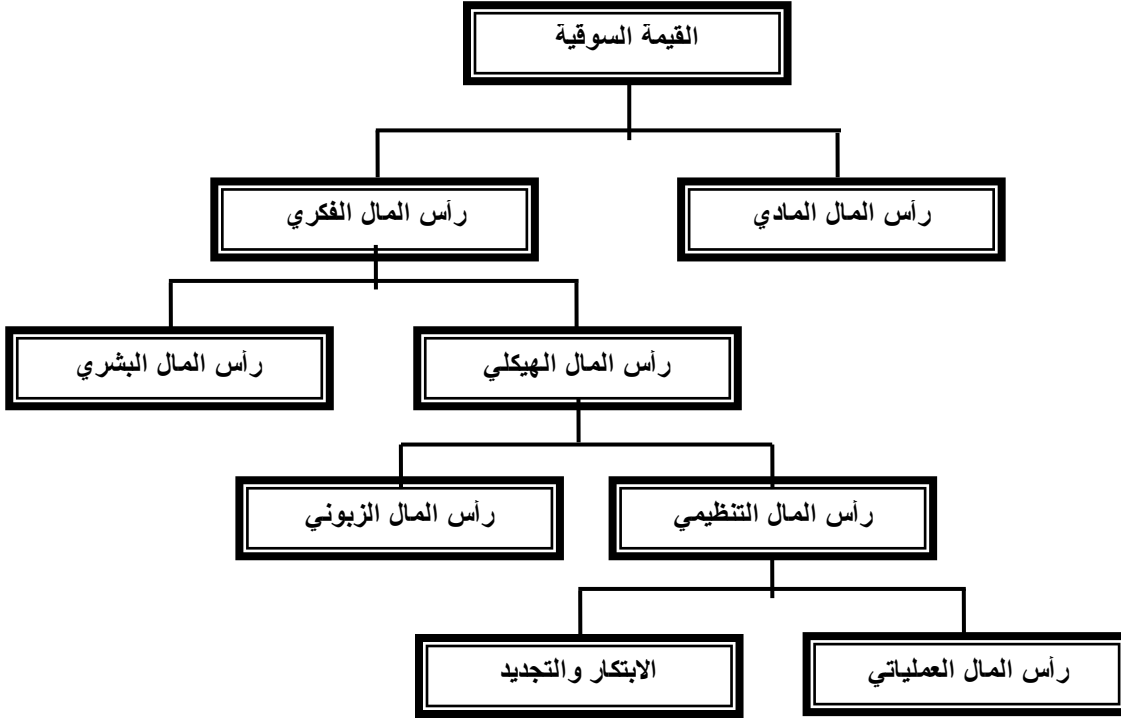 القيمة السوقية
رأس المال المادي
رأس المال الفكري
رأس المال الهيكلي
رأس المال البشري
رأس المال التنظيمي
رأس المال الزبوني
رأس المال العملياتي
الابتكار والتجديد